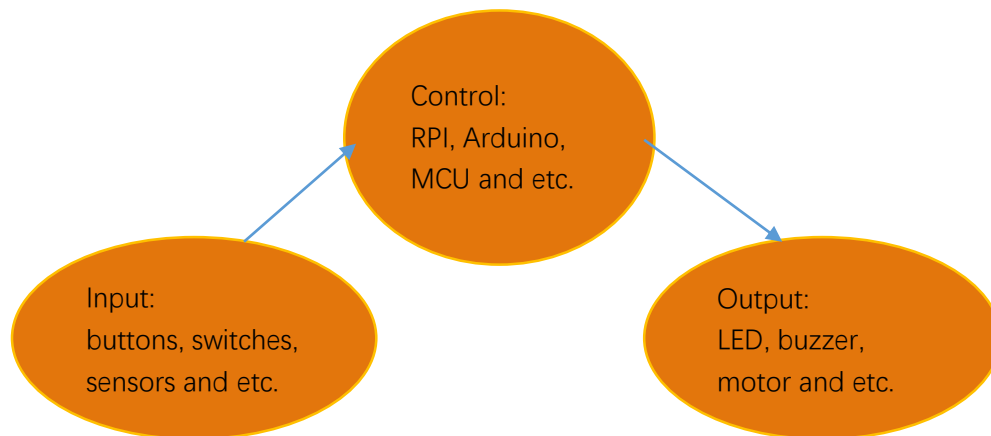 Control:
RPI, Arduino,
MCU and etc.
Input:
buttons, switches,
sensors and etc.
Output:
LED, buzzer,
motor and etc.